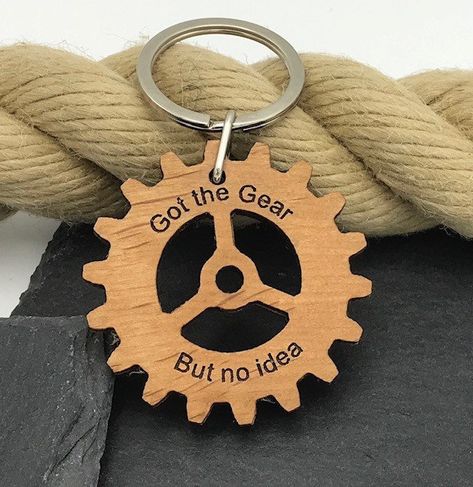 Got the Gear
But no idea